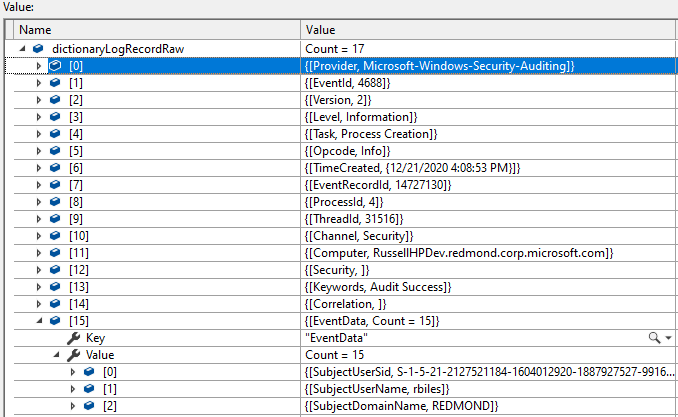 Value:
Name Value
dictionaryLogRecordRaw Count = 17
[0] {[Provider, Microsoft-Windows-Security-Auditing]}
[1] {[EventId, 4688]}
[2] {[Version, 2]}
[3] {[Level, Information]}
[4] {[Task, Process Creation]}
[5] {[Opcode, Info]}
[6] {[TimeCreated, {12/21/2020 4:08:53 PM}]}
[7] {[EventRecordId, 14727130]}
[8] {[ProcessId, 4]}
[9] {[ThreadId, 31516]}
[10] {[Channel, Security]}
[11] {[Computer, RussellHPDev.redmond.corp.microsoft.com]}
[12] {[Security, ]}
[13] {[Keywords, Audit Success]}
[14] {[Correlation, ]}
[15] {[EventData, Count = 15]}
Key "EventData"
Value Count = 15
[0] {[SubjectUserSid, S-1-5-21-2127521184-1604012920-1887927527-9916...
[1] {[SubjectUserName, rbiles]}
[2] {[SubjectDomainName, REDMOND]}